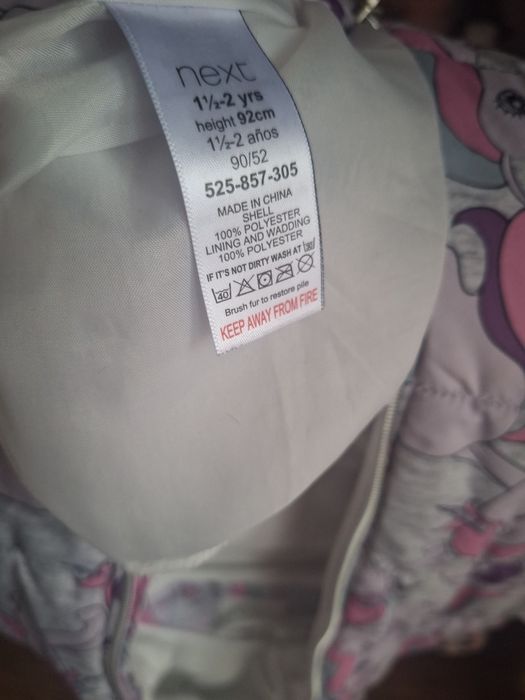 next
1½-2 yrs
height 92cm
1½-2 años
90/52
525-857-305
MADE IN CHINA
SHELL
100% POLYESTER
LINING AND WADDING
100% POLYESTER
IF IT'S NOT DIRTY WASH AT 30
40
Brush fur to restore pile
KEEP AWAY FROM FIRE